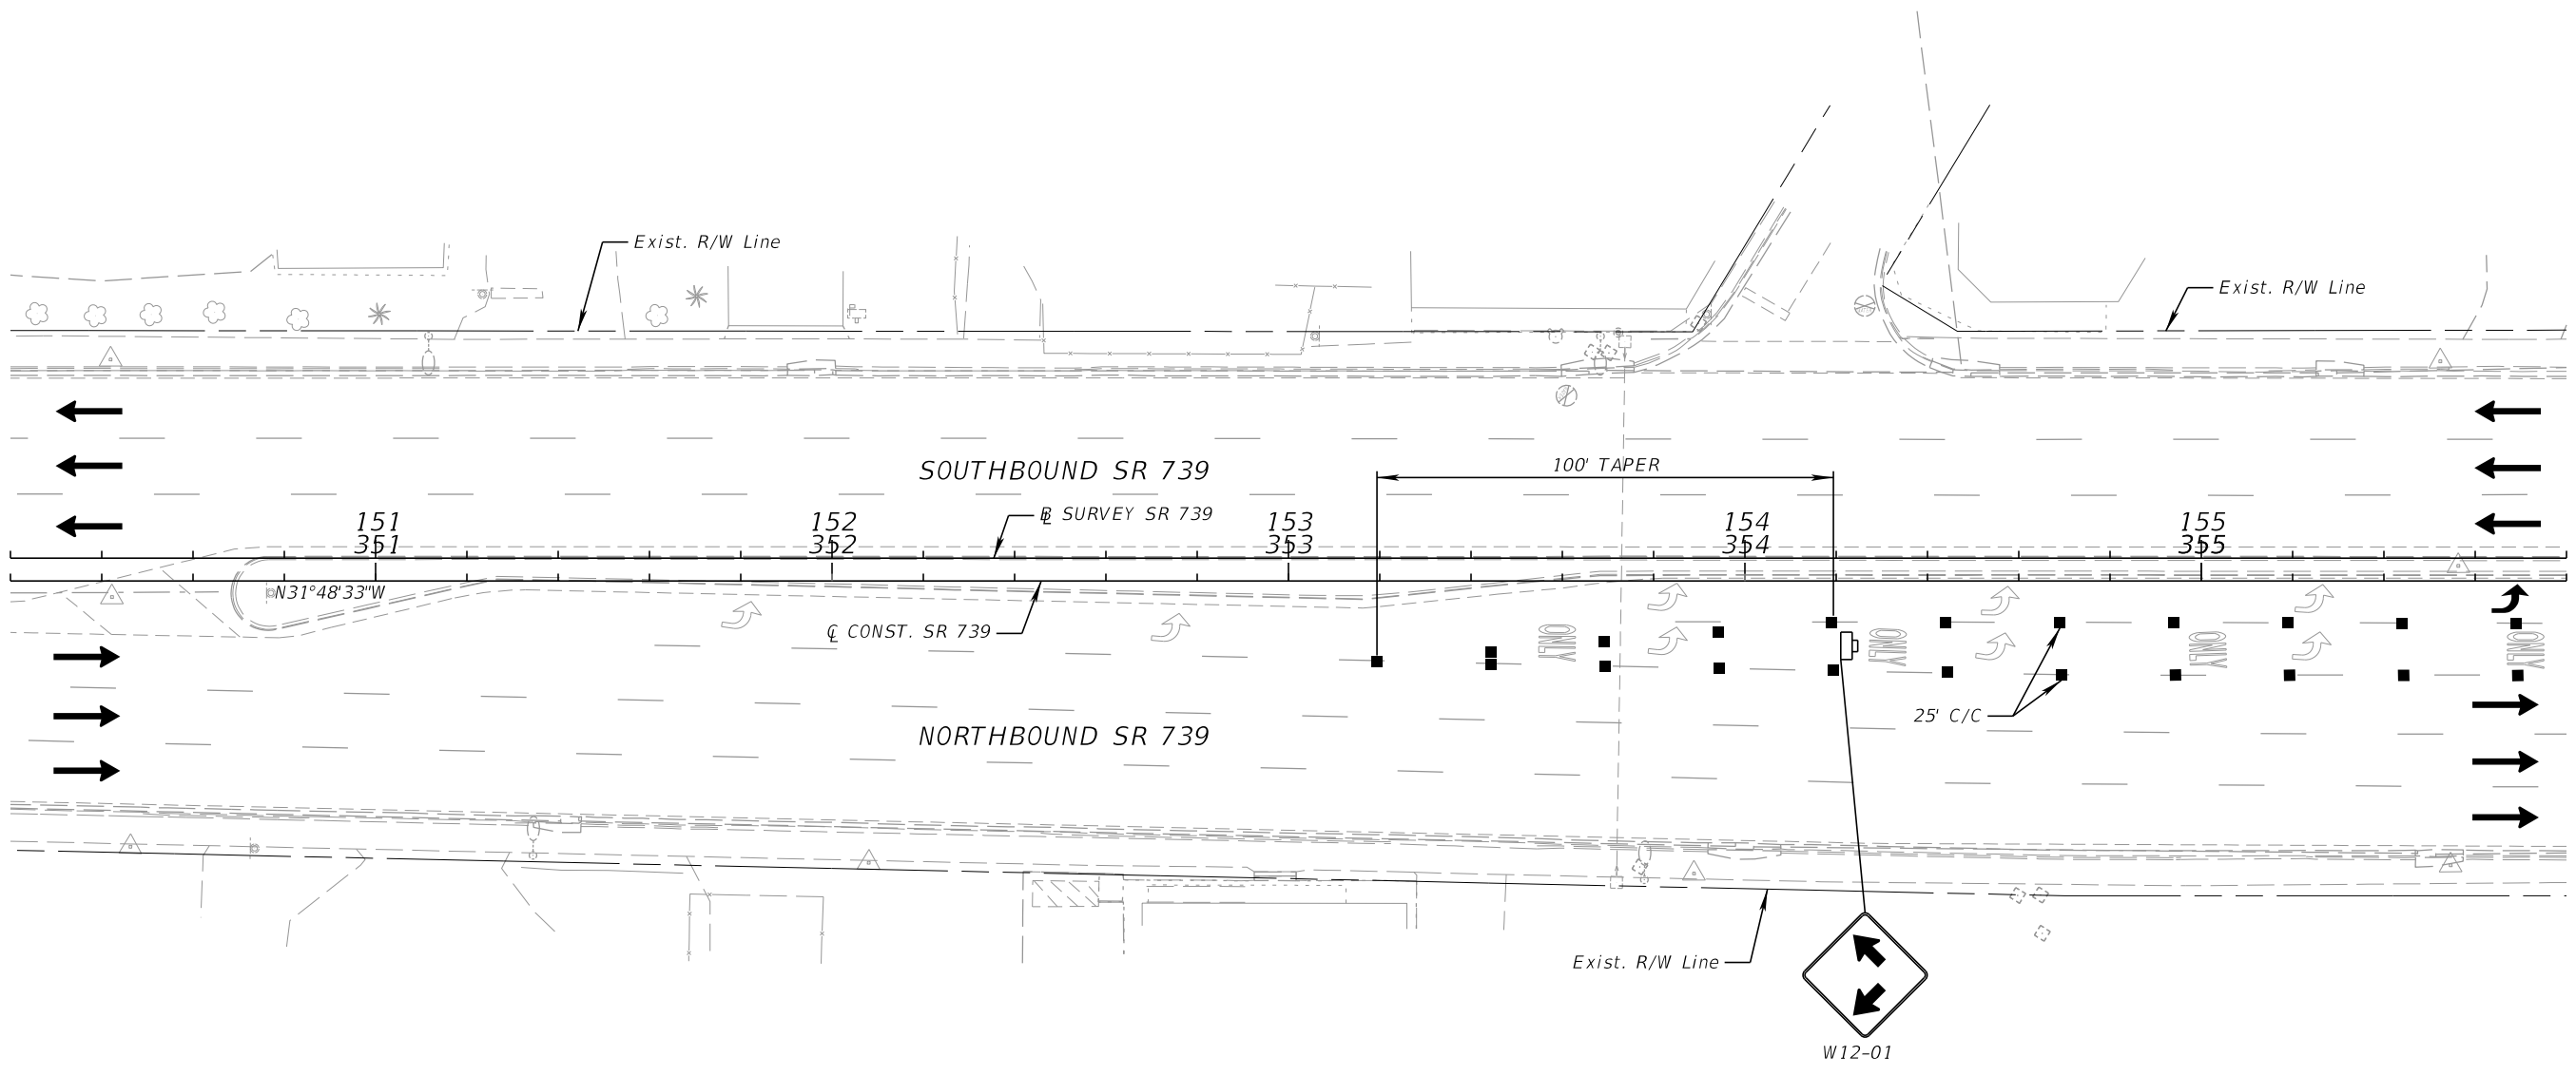 Exist. R/W Line
Exist. R/W Line
100' TAPER
SOUTHBOUND SR 739
℄ SURVEY SR 739
151
152
153
154
155
351
352
353
354
355
N31°48'33"W
℄ CONST. SR 739
ONLY
ONLY
ONLY
ONLY
25' C/C
NORTHBOUND SR 739
Exist. R/W Line
W12-01